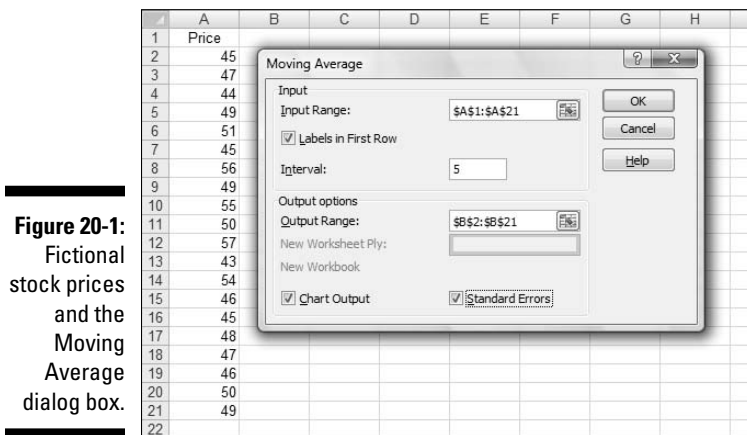 A B C D E F G H
1 Price
2 45
3 47
4 44
5 49
6 51
7 45
8 56
9 49
10 55
11 50
12 57
13 43
14 54
15 46
16 45
17 48
18 47
19 46
20 50
21 49
22
Moving Average
Input
Input Range: $A$1:$A$21
Labels in First Row
Interval: 5
Output options
Output Range: $B$2:$B$21
New Worksheet Ply:
New Workbook
Chart Output Standard Errors
OK
Cancel
Help
Figure 20-1:
Fictional
stock prices
and the
Moving
Average
dialog box.